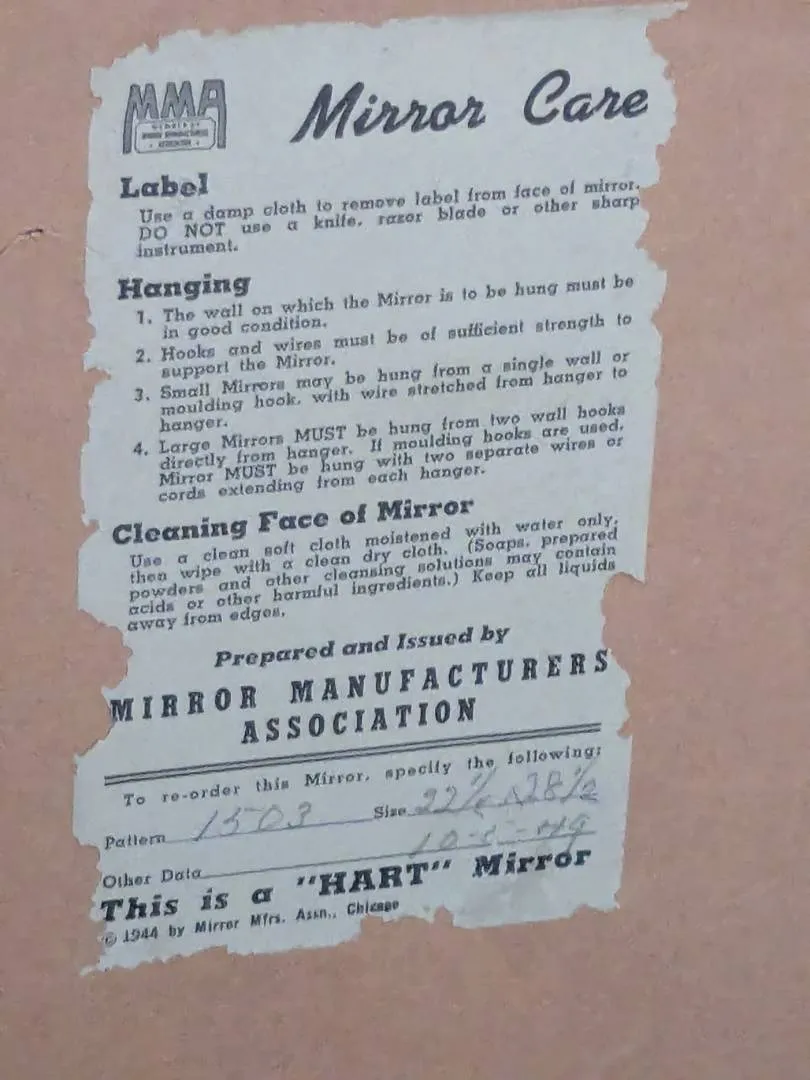 MMA
Mirror Care
Label
Use a damp cloth to remove label from face of mirror.
DO NOT use a knife, razor blade or other sharp
instrument.
Hanging
1. The wall on which the Mirror is to be hung must be
in good condition.
2. Hooks and wires must be of sufficient strength to
support the Mirror.
3. Small Mirrors may be hung from a single wall or
moulding hook, with wire stretched from hanger to
hanger.
4. Large Mirrors MUST be hung from two wall hooks
directly from hanger. If moulding hooks are used,
Mirror MUST be hung with two separate wires or
cords extending from each hanger.
Cleaning Face of Mirror
Use a clean soft cloth moistened with water only,
then wipe with a clean dry cloth. (Soaps, prepared
powders and other cleansing solutions may contain
acids or other harmful ingredients.) Keep all liquids
away from edges.
Prepared and Issued by
MIRROR MANUFACTURERS
ASSOCIATION
To re-order this Mirror, specify the following:
Pattern 1503 Size 22½ x 28½
Other Data
This is a "HART" Mirror
© 1944 by Mirror Mfrs. Assn., Chicago